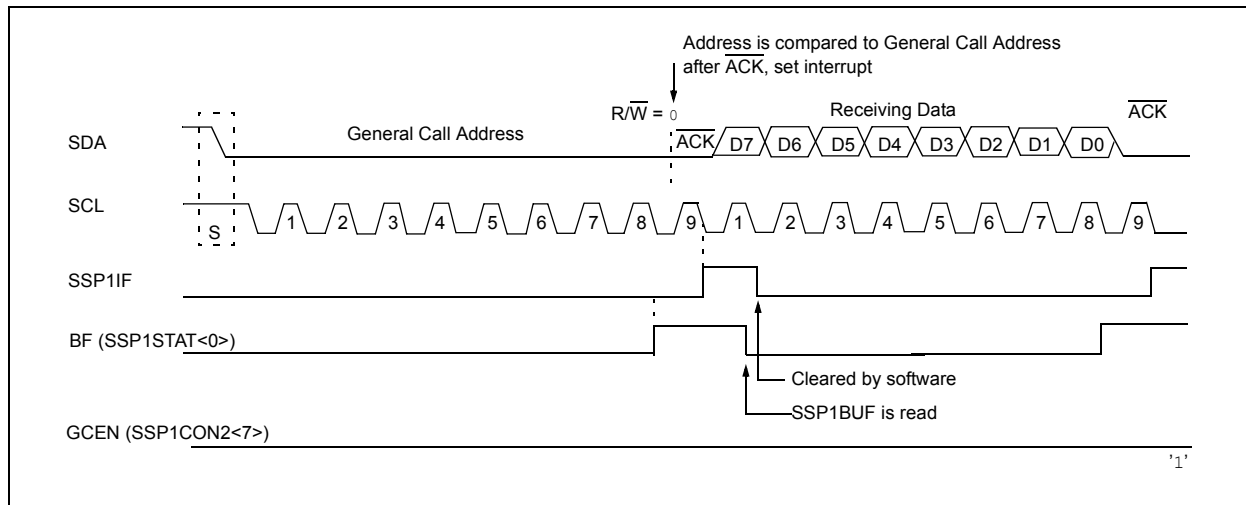 Address is compared to General Call Address
after ACK, set interrupt
R/W = 0
Receiving Data
ACK
General Call Address
SDA
ACK
D7
D6
D5
D4
D3
D2
D1
D0
SCL
S
1
2
3
4
5
6
7
8
9
1
2
3
4
5
6
7
8
9
SSP1IF
BF (SSP1STAT<0>)
Cleared by software
SSP1BUF is read
GCEN (SSP1CON2<7>)
'1'